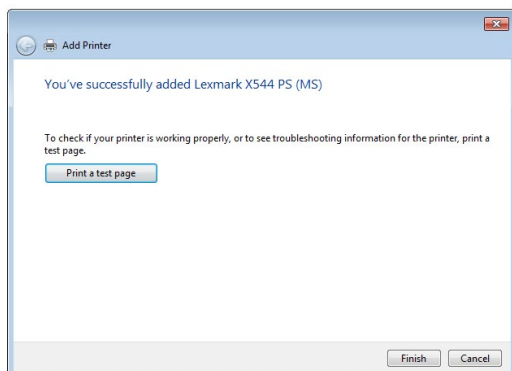 Add Printer
You've successfully added Lexmark X544 PS (MS)
To check if your printer is working properly, or to see troubleshooting information for the printer, print a
test page.
Print a test page
Finish Cancel